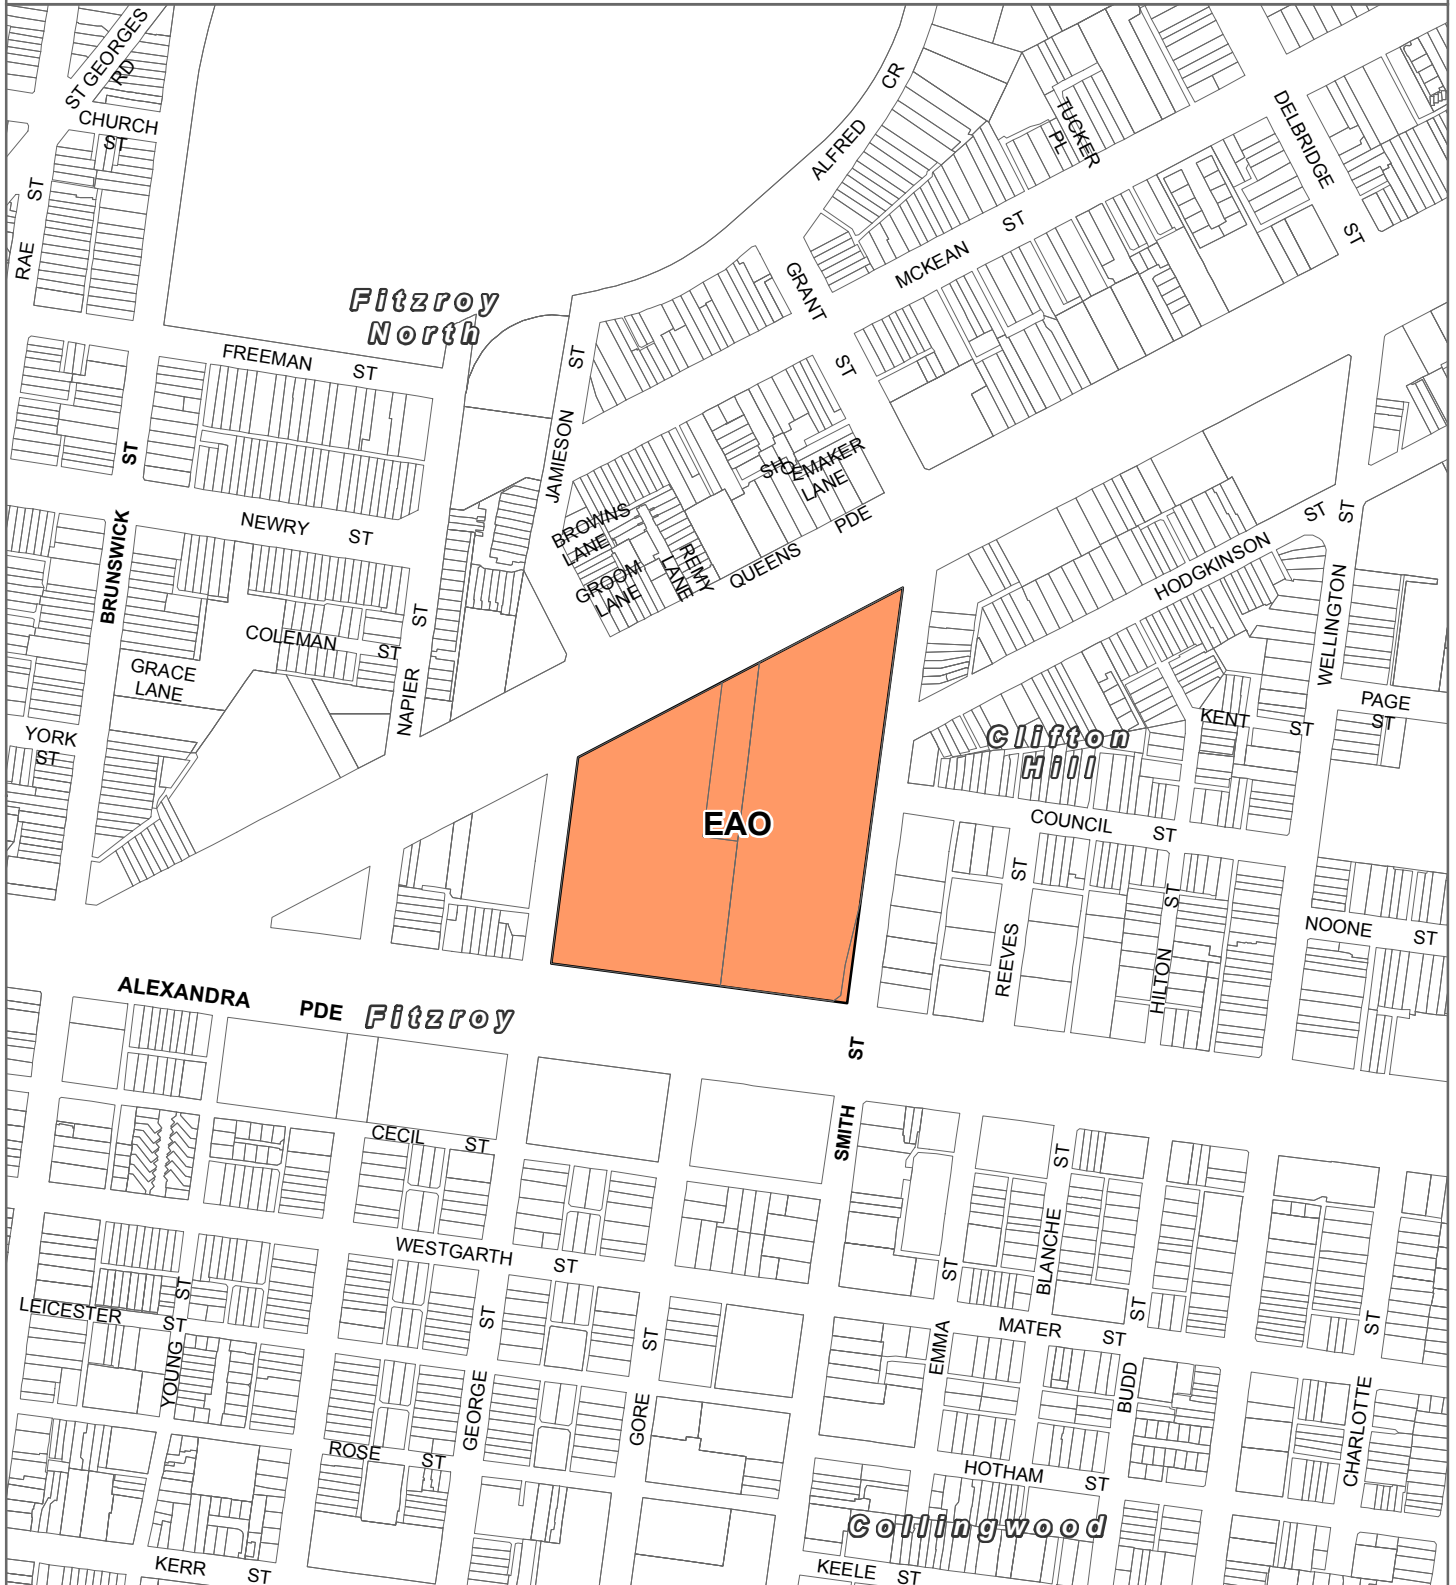 ST GEORGES
RD
CHURCH
ST
RAE ST
ALFRED CR
TUCKER
PL
DELBRIDGE ST
MCKEAN ST
GRANT ST
Fitzroy
North
FREEMAN ST
JAMIESON ST
SHOEMAKER
LANE
BROWNS
LANE
GROOM
LANE
REMY
LANE
QUEENS PDE
BRUNSWICK ST
NEWRY ST
COLEMAN ST
NAPIER ST
GRACE
LANE
YORK
ST
HODGKINSON ST
WELLINGTON ST
PAGE
ST
KENT ST
Clifton
Hill
EAO
COUNCIL ST
REEVES ST
HILTON ST
NOONE ST
ALEXANDRA PDE
Fitzroy
SMITH ST
CECIL ST
WESTGARTH ST
BLANCHE ST
EMMA ST
MATER ST
BUDD ST
CHARLOTTE ST
LEICESTER ST
YOUNG ST
GEORGE ST
GORE ST
ROSE ST
HOTHAM ST
Collingwood
KERR ST
KEELE ST